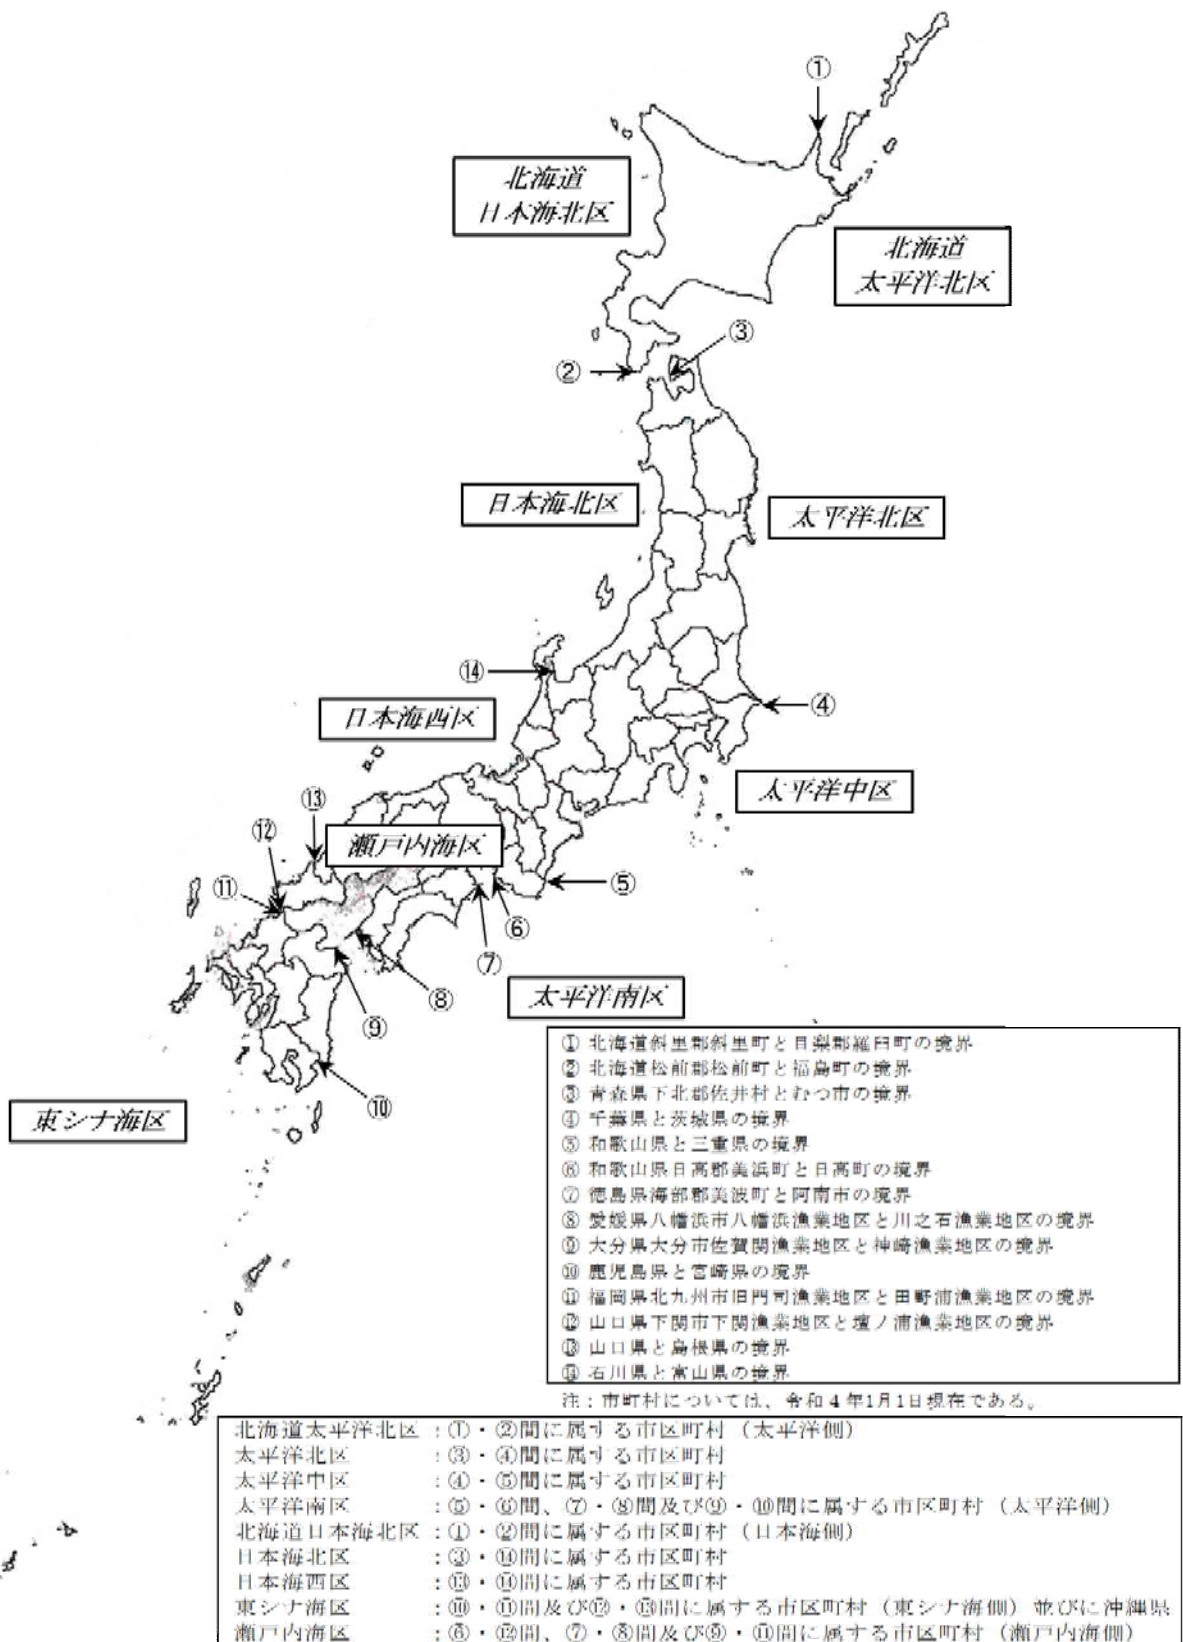 ①
北海道
日本海北区
北海道
太平洋北区
③
②
日本海北区
太平洋北区
⑭
④
日本海西区
太平洋中区
⑬
⑫
瀬戸内海区
⑪
⑤
⑥
⑦
⑧
太平洋南区
⑨
⑩
東シナ海区
① 北海道斜里郡斜里町と目梨郡羅臼町の境界
② 北海道松前郡松前町と福島町の境界
③ 青森県下北郡佐井村とむつ市の境界
④ 千葉県と茨城県の境界
⑤ 和歌山県と三重県の境界
⑥ 和歌山県日高郡美浜町と日高町の境界
⑦ 徳島県海部郡美波町と阿南市の境界
⑧ 愛媛県八幡浜市八幡浜漁業地区と川之石漁業地区の境界
⑨ 大分県大分市佐賀関漁業地区と神崎漁業地区の境界
⑩ 鹿児島県と宮崎県の境界
⑪ 福岡県北九州市旧門司漁業地区と田野浦漁業地区の境界
⑫ 山口県下関市下関漁業地区と壇ノ浦漁業地区の境界
⑬ 山口県と島根県の境界
⑭ 石川県と富山県の境界
注：市町村については、令和４年1月1日現在である。
北海道太平洋北区：①・②間に属する市区町村（太平洋側）
太平洋北区：③・④間に属する市区町村
太平洋中区：④・⑤間に属する市区町村
太平洋南区：⑤・⑥間、⑦・⑧間及び⑨・⑩間に属する市区町村（太平洋側）
北海道日本海北区：①・②間に属する市区町村（日本海側）
日本海北区：③・⑭間に属する市区町村
日本海西区：⑬・⑭間に属する市区町村
東シナ海区：⑩・⑪間及び⑫・⑬間に属する市区町村（東シナ海側）並びに沖縄県
瀬戸内海区：⑥・⑫間、⑦・⑧間及び⑨・⑪間に属する市区町村（瀬戸内海側）